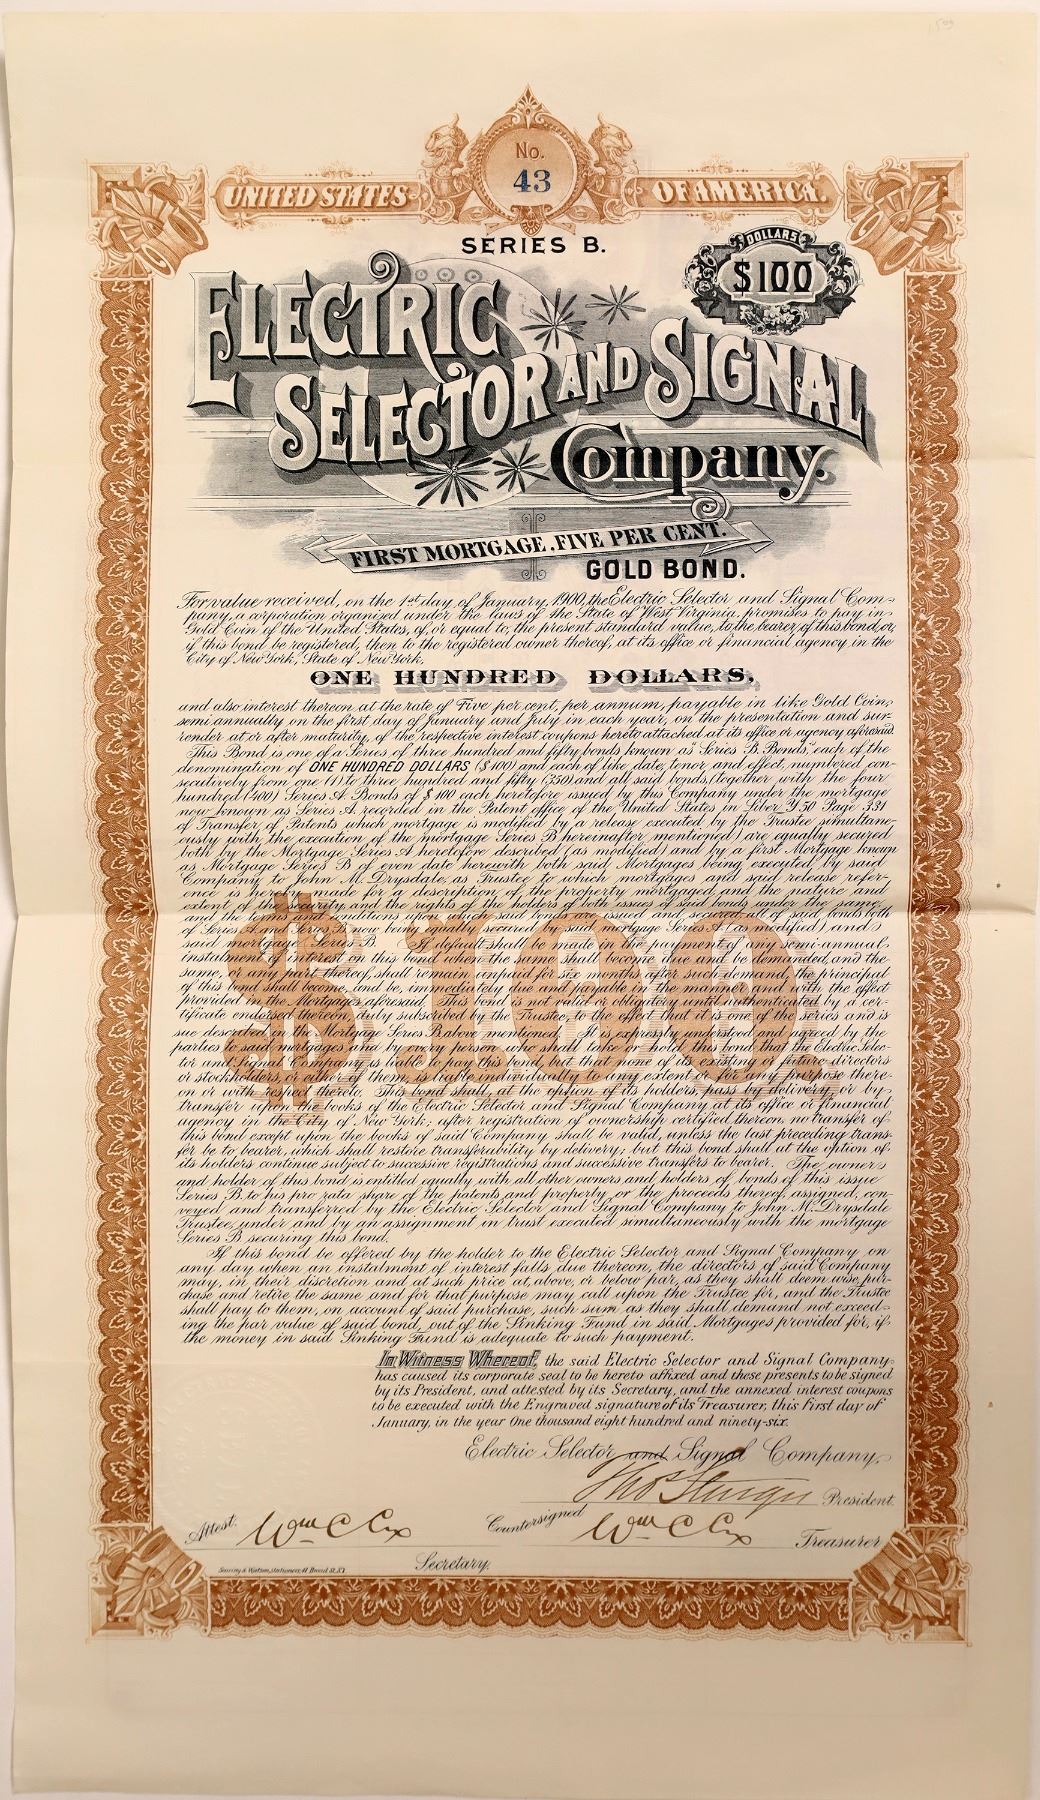 No.
43
UNITED STATES OF AMERICA.
SERIES B.
DOLLARS
$100
ELECTRIC
SELECTOR AND SIGNAL
Company.
FIRST MORTGAGE, FIVE PER CENT.
GOLD BOND.
For value received, on the 1st day of January, 1900, the Electric Selector and Signal Com-
pany, a corporation organized under the laws of the State of West Virginia, promises to pay in
Gold Coin of the United States, of, or equal to, the present standard value, to the bearer of this bond, or,
if this bond be registered, then to the registered owner thereof, at its office or financial agency in the
City of New York, State of New York,
ONE HUNDRED DOLLARS,
and also interest thereon at the rate of Five per cent, per annum, payable in like Gold Coin,
semi annually on the first day of January and July in each year, on the presentation and sur-
render at or after maturity, of the respective interest coupons hereto attached at its office or agency aforesaid.
This Bond is one of a Series of three hundred and fifty bonds known as "Series B. Bonds," each of the
denomination of ONE HUNDRED DOLLARS ($100) and each of like date, tenor and effect, numbered con-
secutively from one (1) to three hundred and fifty (350) and all said bonds, (together with the four
hundred (400) Series A Bonds of $100 each heretofore issued by this Company under the mortgage
now known as Series A recorded in the Patent office of the United States in Liber Y 50 Page 331
of Transfer of Patents which mortgage is modified by a release executed by the Trustee simultane-
ously with the execution of the mortgage Series B hereinafter mentioned) are equally secured
both by the Mortgage Series A heretofore described (as modified) and by a first Mortgage known
as Mortgage Series B of even date herewith both said Mortgages being executed by said
Company to John M. Drysdale as Trustee to which mortgages and said release refer-
ence is hereby made for a description of the property mortgaged and the nature and
extent of the security and the rights of the holders of both issues of said bonds under the same
and the terms and conditions upon which said bonds are issued and secured, all of said bonds both
of Series A and Series B now being equally secured by said mortgage Series A (as modified) and
said mortgage Series B. If default shall be made in the payment of any semi-annual
instalment of interest on this bond when the same shall become due and be demanded, and the
same, or any part thereof, shall remain unpaid for six months after such demand, the principal
of this bond shall become, and be, immediately due and payable in the manner and with the effect
provided in the Mortgages aforesaid. This bond is not valid or obligatory until authenticated by a cer-
tificate endorsed thereon, duly subscribed by the Trustee, to the effect that it is one of the series and is-
sue described in the Mortgage Series B above mentioned. It is expressly understood and agreed by the
parties to said mortgages and by every person who shall take or hold this bond that the Electric Selec-
tor and Signal Company is liable to pay this bond, but that none of its existing or future directors
or stockholders, or either of them, is liable individually to any extent or for any purpose there-
on or with respect thereto. This bond shall, at the option of its holders, pass by delivery or by
transfer upon the books of the Electric Selector and Signal Company at its office or financial
agency in the City of New York; after registration of ownership certified thereon, no transfer of
this bond except upon the books of said Company shall be valid, unless the last preceding trans-
fer be to bearer, which shall restore transferability by delivery; but this bond shall at the option of
its holders continue subject to successive registrations and successive transfers to bearer. The owner
and holder of this bond is entitled equally with all other owners and holders of bonds of this issue
Series B to his pro rata share of the patents and property, or the proceeds thereof, assigned, con-
veyed and transferred by the Electric Selector and Signal Company to John M. Drysdale
Trustee, under and by an assignment in trust executed simultaneously with the mortgage
Series B securing this bond.
If this bond be offered by the holder to the Electric Selector and Signal Company on
any day when an instalment of interest falls due thereon, the directors of said Company
may, in their discretion and at such price at, above, or below par, as they shall deem wise, pur-
chase and retire the same and for that purpose may call upon the Trustee for, and the Trustee
shall pay to them, on account of said purchase, such sum as they shall demand not exceed-
ing the par value of said bond, out of the Sinking Fund in said Mortgages provided for, if
the money in said Sinking Fund is adequate to such payment.
In Witness Whereof, the said Electric Selector and Signal Company
has caused its corporate seal to be hereto affixed and these presents to be signed
by its President, and attested by its Secretary, and the annexed interest coupons
to be executed with the Engraved signature of its Treasurer, this First day of
January, in the year One thousand eight hundred and ninety-six.
Electric Selector and Signal Company,
Thos Sturgis President.
Attest. Wm C Cox Secretary.
Countersigned Wm C Cox Treasurer
Searing & Watson, Stationers, 41 Broad St., N.Y.
$100